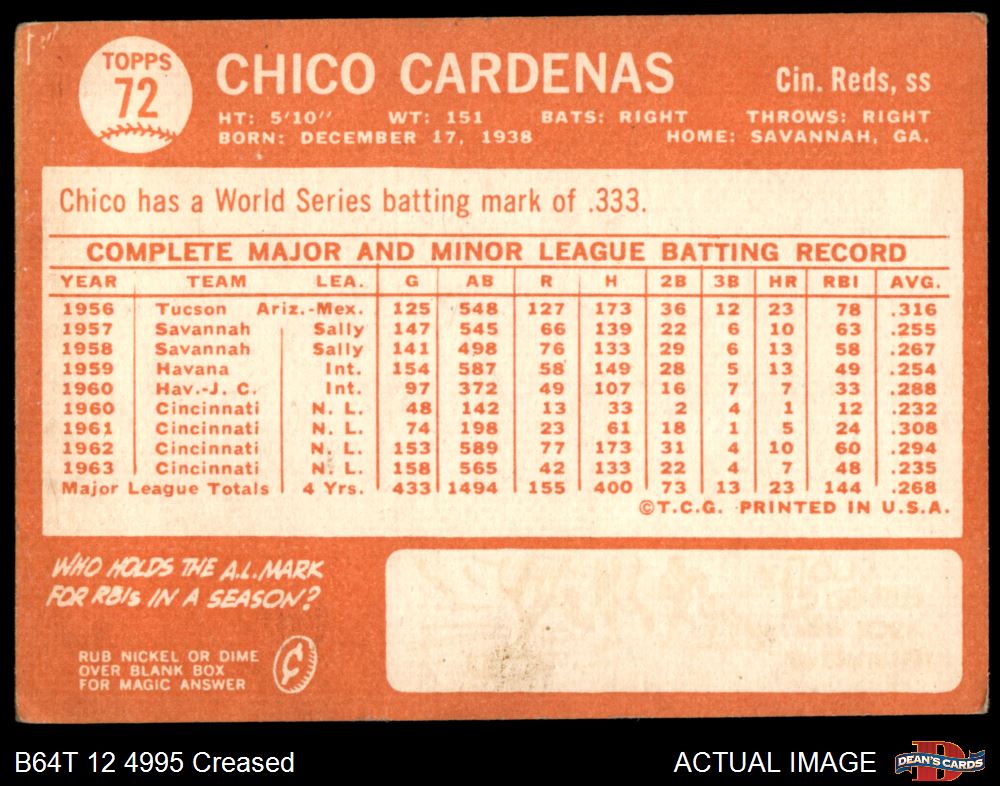 TOPPS
72
CHICO CARDENAS
Cin. Reds, ss
HT: 5'10" WT: 151 BATS: RIGHT THROWS: RIGHT
BORN: DECEMBER 17, 1938 HOME: SAVANNAH, GA.
Chico has a World Series batting mark of .333.
COMPLETE MAJOR AND MINOR LEAGUE BATTING RECORD
YEAR TEAM LEA. G AB R H 2B 3B HR RBI AVG.
1956 Tucson Ariz.-Mex. 125 548 127 173 36 12 23 78 .316
1957 Savannah Sally 147 545 66 139 22 6 10 63 .255
1958 Savannah Sally 141 498 76 133 29 6 13 58 .267
1959 Havana Int. 154 587 58 149 28 5 13 49 .254
1960 Hav.-J. C. Int. 97 372 49 107 16 7 7 33 .288
1960 Cincinnati N. L. 48 142 13 33 2 4 1 12 .232
1961 Cincinnati N. L. 74 198 23 61 18 1 5 24 .308
1962 Cincinnati N. L. 153 589 77 173 31 4 10 60 .294
1963 Cincinnati N. L. 158 565 42 133 22 4 7 48 .235
Major League Totals 4 Yrs. 433 1494 155 400 73 13 23 144 .268
©T.C.G. PRINTED IN U.S.A.
WHO HOLDS THE A.L. MARK
FOR RBIs IN A SEASON?
RUB NICKEL OR DIME
OVER BLANK BOX
FOR MAGIC ANSWER
¢
B64T 12 4995 Creased
ACTUAL IMAGE
DEAN'S CARDS